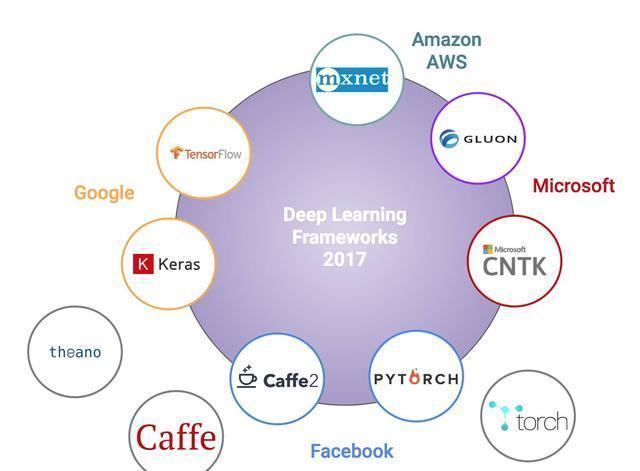 Amazon
AWS
mxnet
GLUON
TensorFlow
Google
Microsoft
Deep Learning
Frameworks
2017
K Keras
Microsoft
CNTK
theano
Caffe2
PYTORCH
torch
Caffe
Facebook